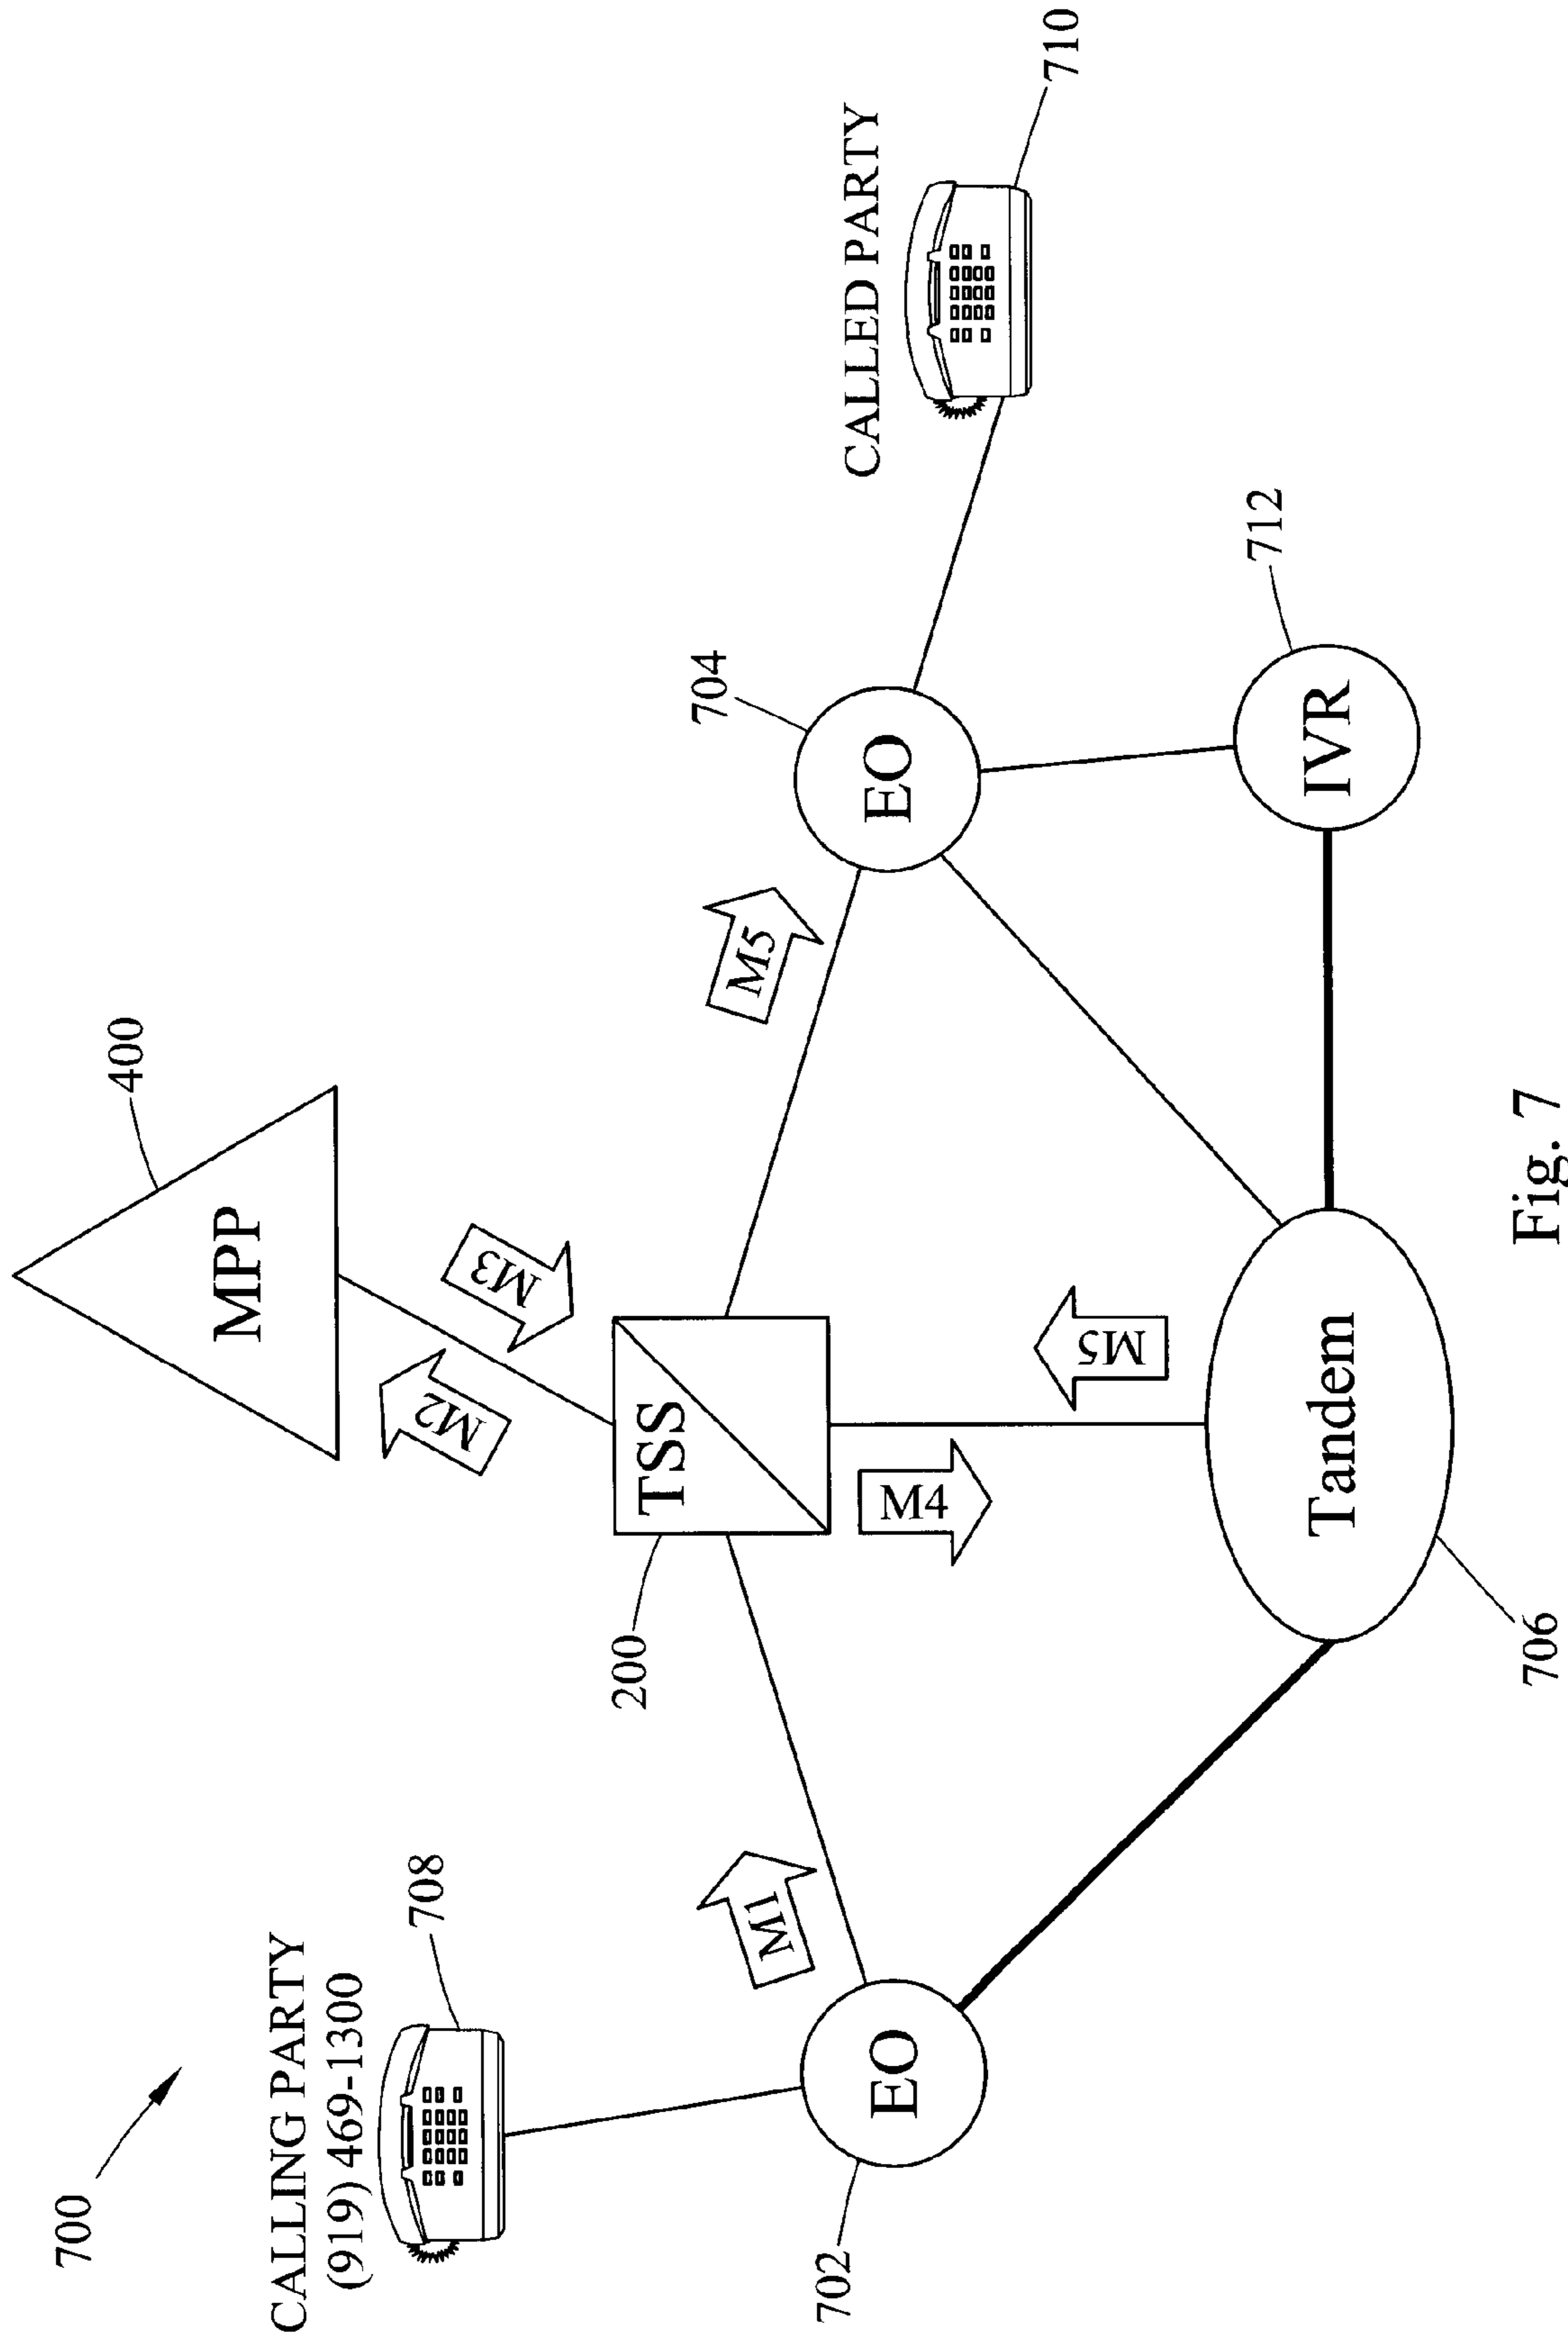 700
CALLING PARTY
(919) 469-1300
708
MPP
400
M2
M3
TSS
200
M1
M5
EO
702
EO
704
CALLED PARTY
710
M4
M5
Tandem
706
IVR
712
Fig. 7